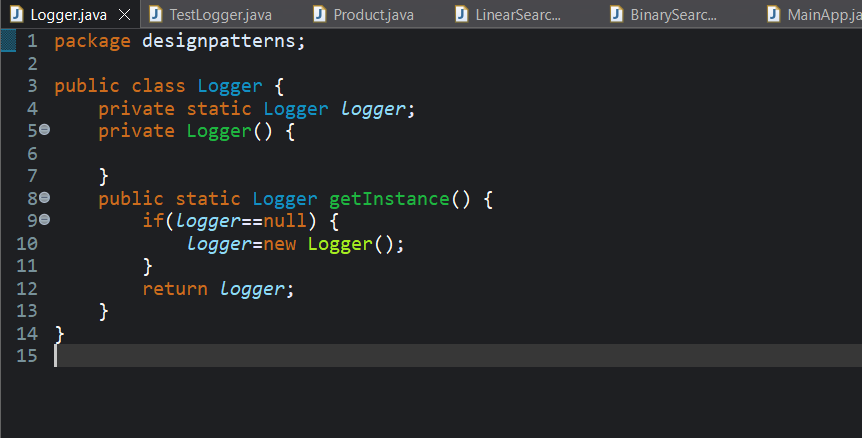 Logger.java TestLogger.java Product.java LinearSearc... BinarySearc... MainApp.ja
1 package designpatterns;
2
3 public class Logger {
4     private static Logger logger;
5     private Logger() {
6
7     }
8     public static Logger getInstance() {
9         if(logger==null) {
10             logger=new Logger();
11         }
12         return logger;
13     }
14 }
15